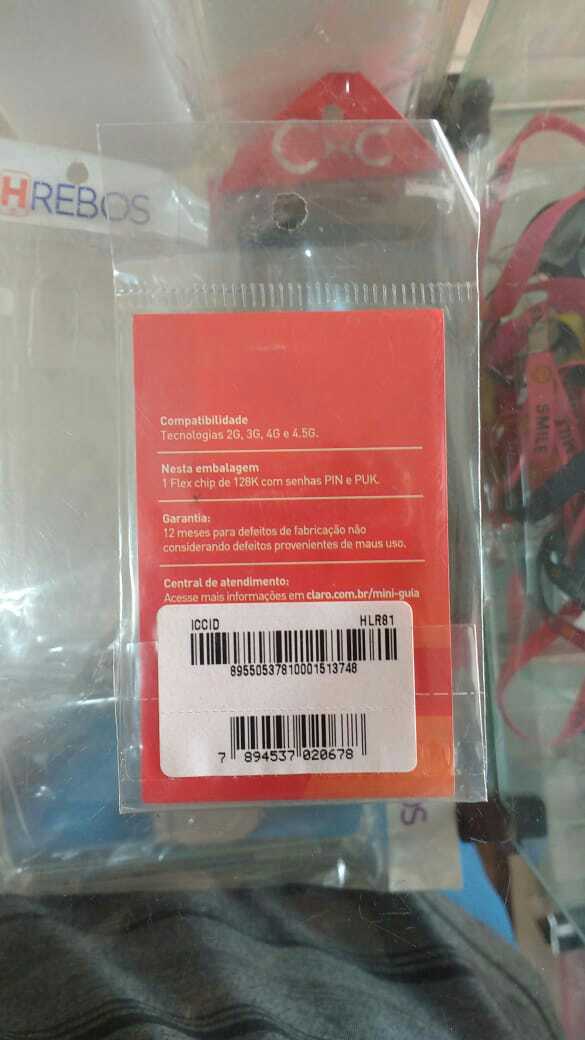 CHC
HREBOS
SMILE
Compatibilidade
Tecnologias 2G, 3G, 4G e 4.5G.
Nesta embalagem
1 Flex chip de 128K com senhas PIN e PUK.
Garantia:
12 meses para defeitos de fabricação não
considerando defeitos provenientes de maus uso.
Central de atendimento:
Acesse mais informações em claro.com.br/mini-guia
ICCID HLR81
89550537810001513748
7 894537 020678